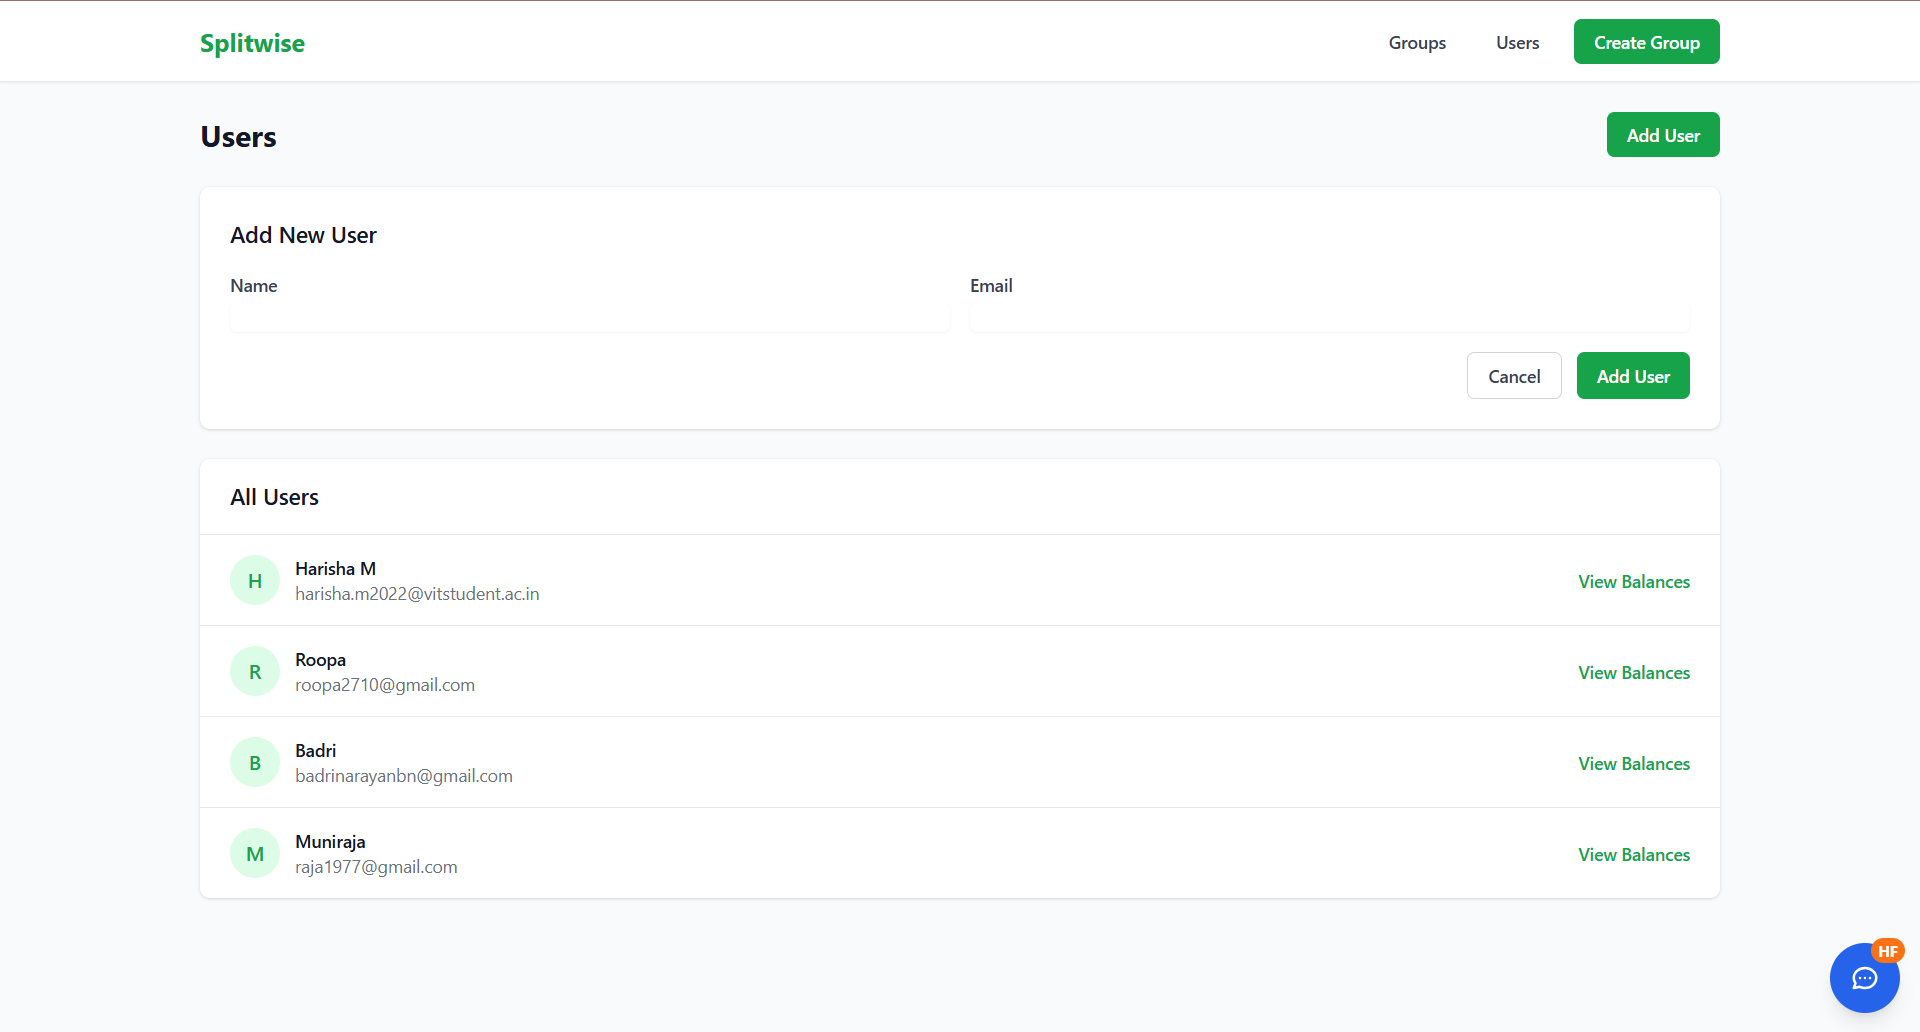 Splitwise
Groups
Users
Create Group
Users
Add User
Add New User
Name
Email
Cancel
Add User
All Users
H
Harisha M
harisha.m2022@vitstudent.ac.in
View Balances
R
Roopa
roopa2710@gmail.com
View Balances
B
Badri
badrinarayanbn@gmail.com
View Balances
M
Muniraja
raja1977@gmail.com
View Balances
HF